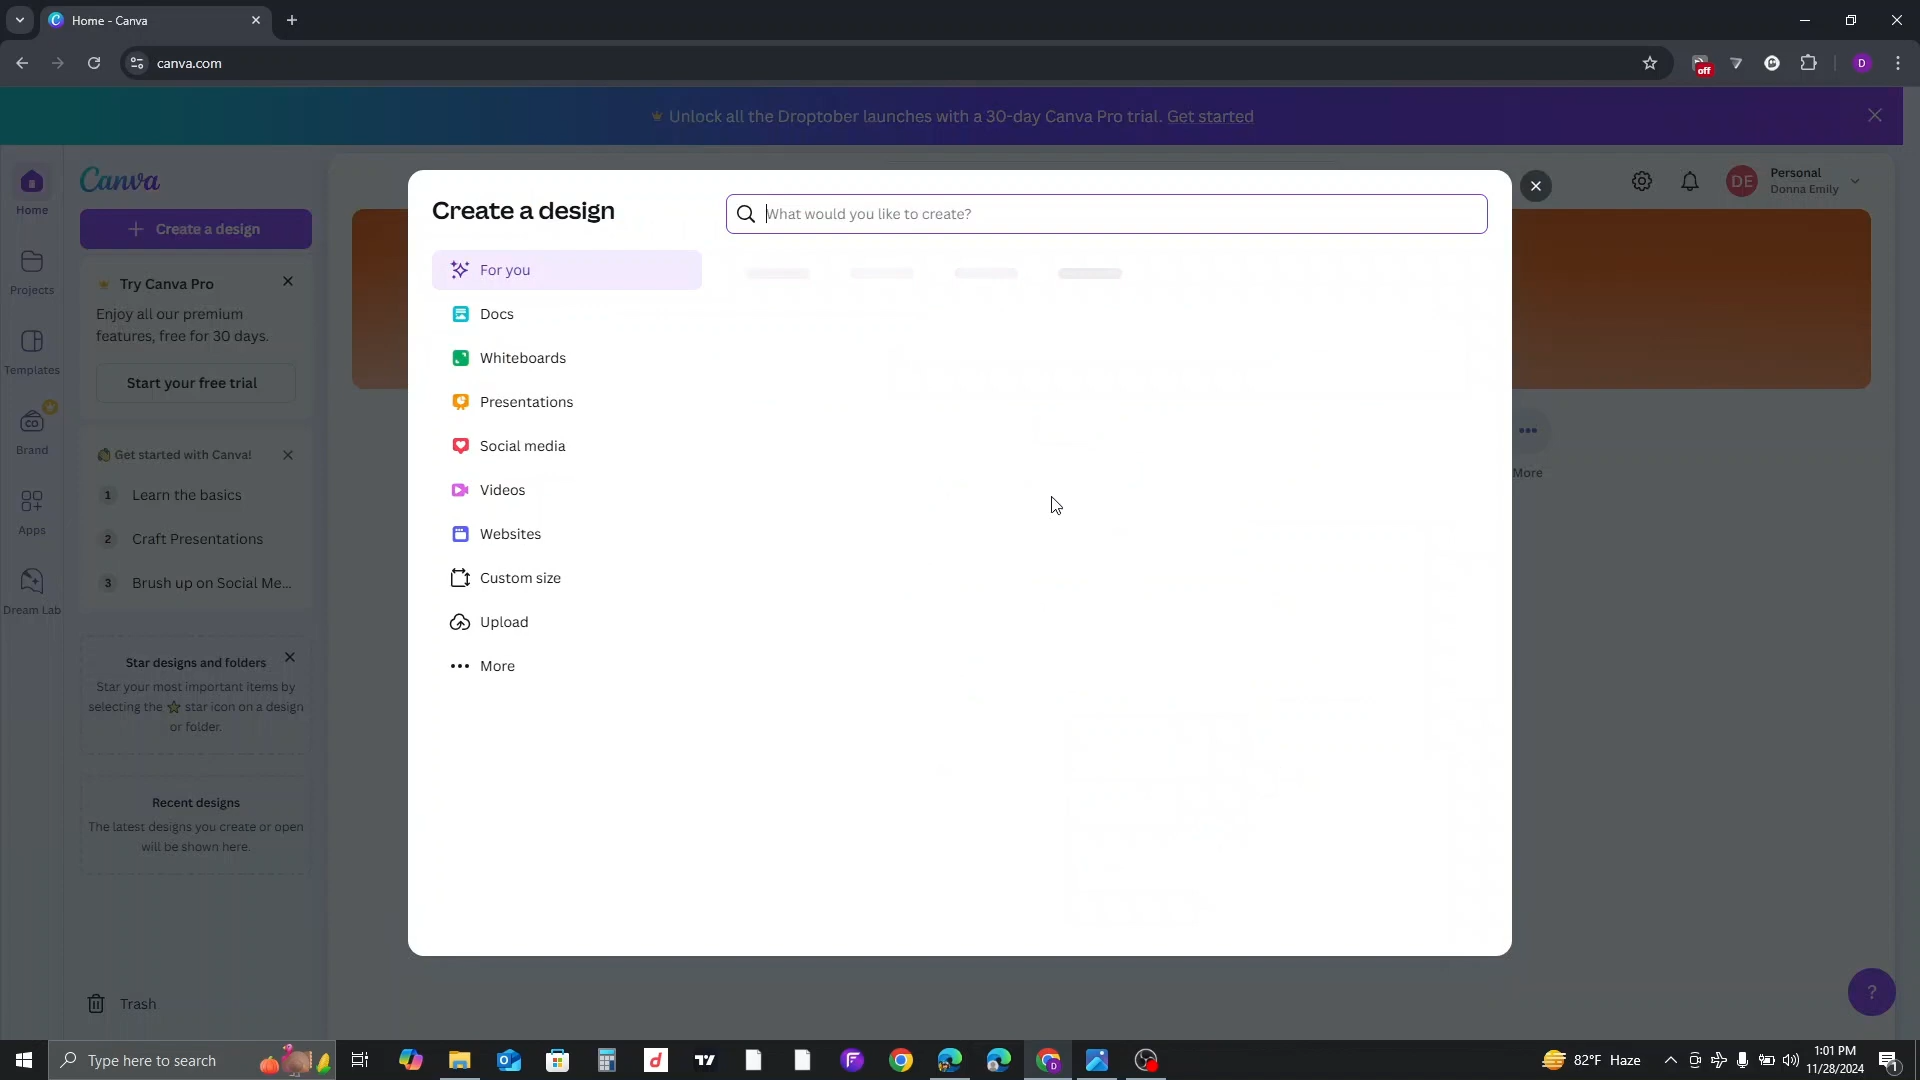 Home - Canva
canva.com
off
D
Unlock all the Droptober launches with a 30-day Canva Pro trial. Get started
Home
Projects
Templates
Brand
Apps
Dream Lab
Canva
Create a design
Try Canva Pro
Enjoy all our premium
features, free for 30 days.
Start your free trial
Get started with Canva!
1 Learn the basics
2 Craft Presentations
3 Brush up on Social Me...
Star designs and folders
Star your most important items by
selecting the star icon on a design
or folder.
Recent designs
The latest designs you create or open
will be shown here.
Trash
Create a design
What would you like to create?
For you
Docs
Whiteboards
Presentations
Social media
Videos
Websites
Custom size
Upload
More
DE
Personal
Donna Emily
More
?
Type here to search
82°F Haze
1:01 PM
11/28/2024
1